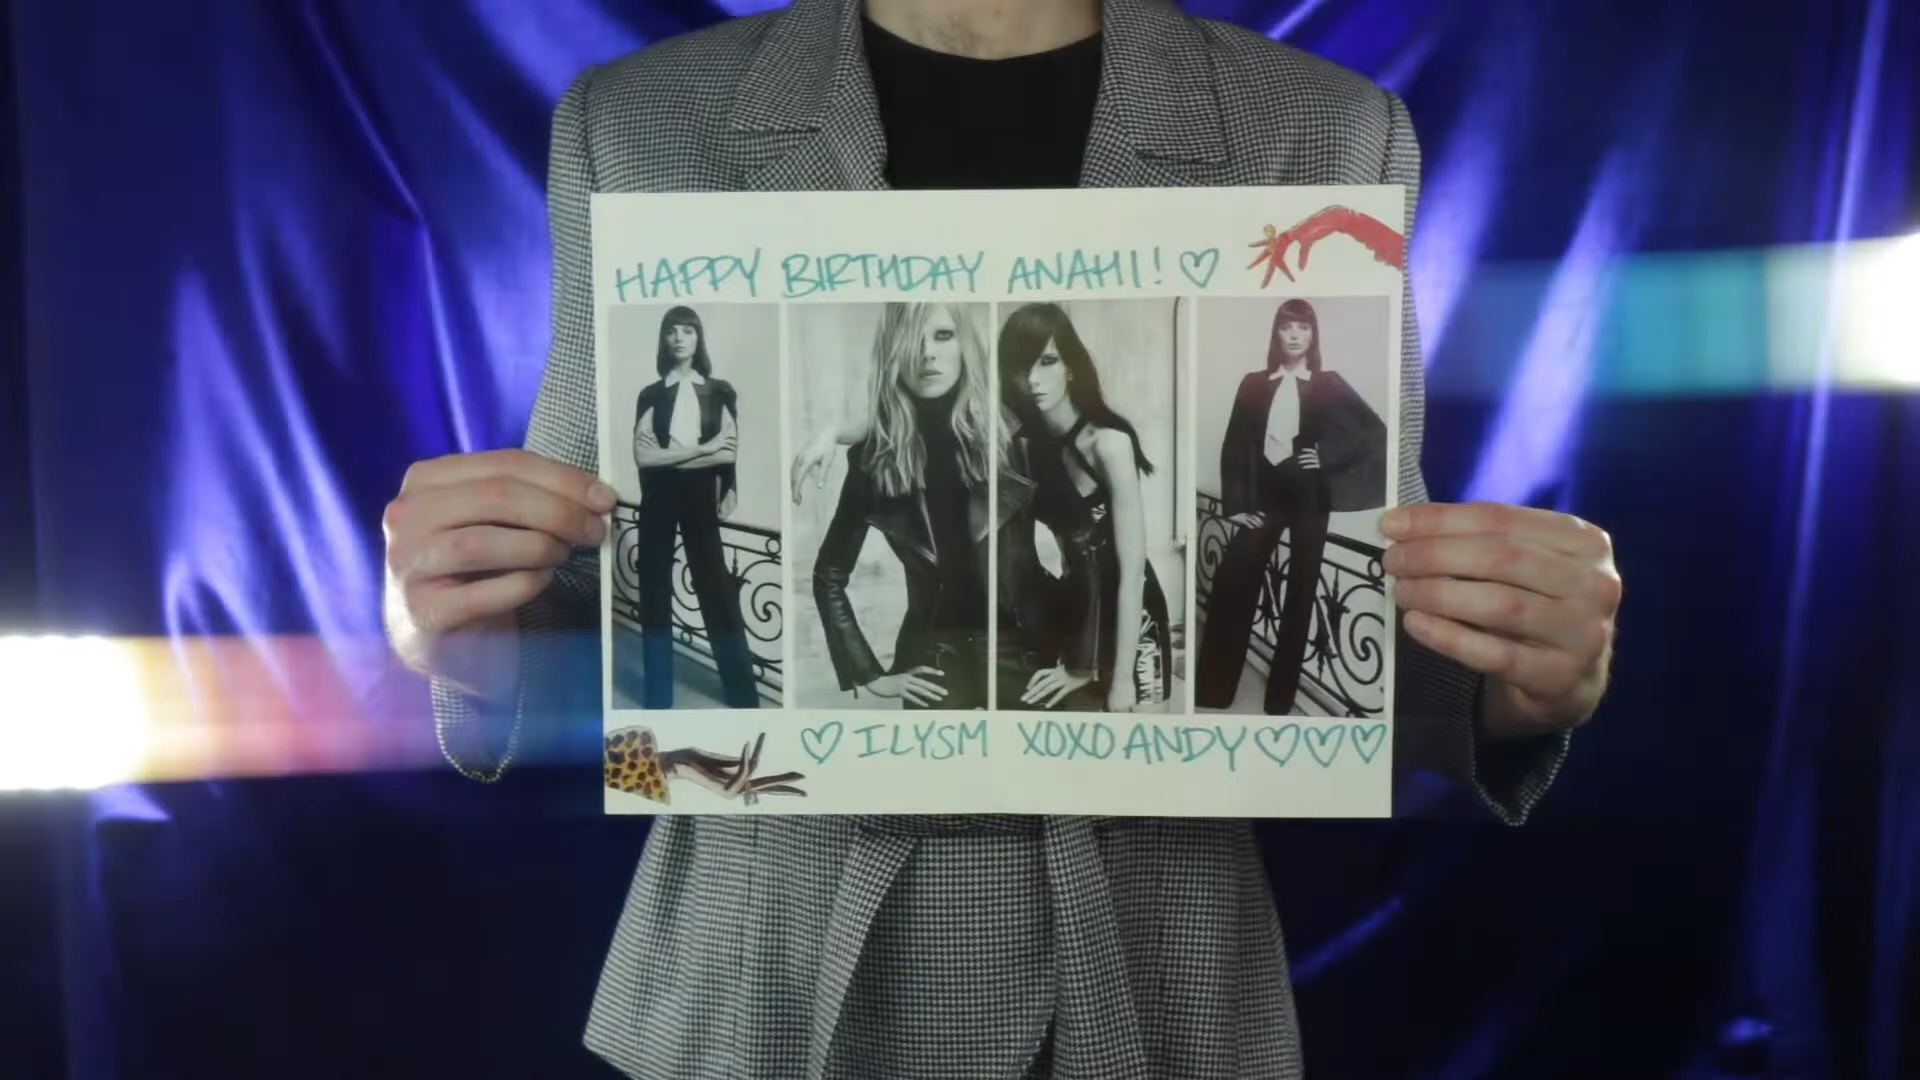 HAPPY BIRTHDAY ANAHI! ♡
♡ ILYSM XOXO ANDY ♡♡♡